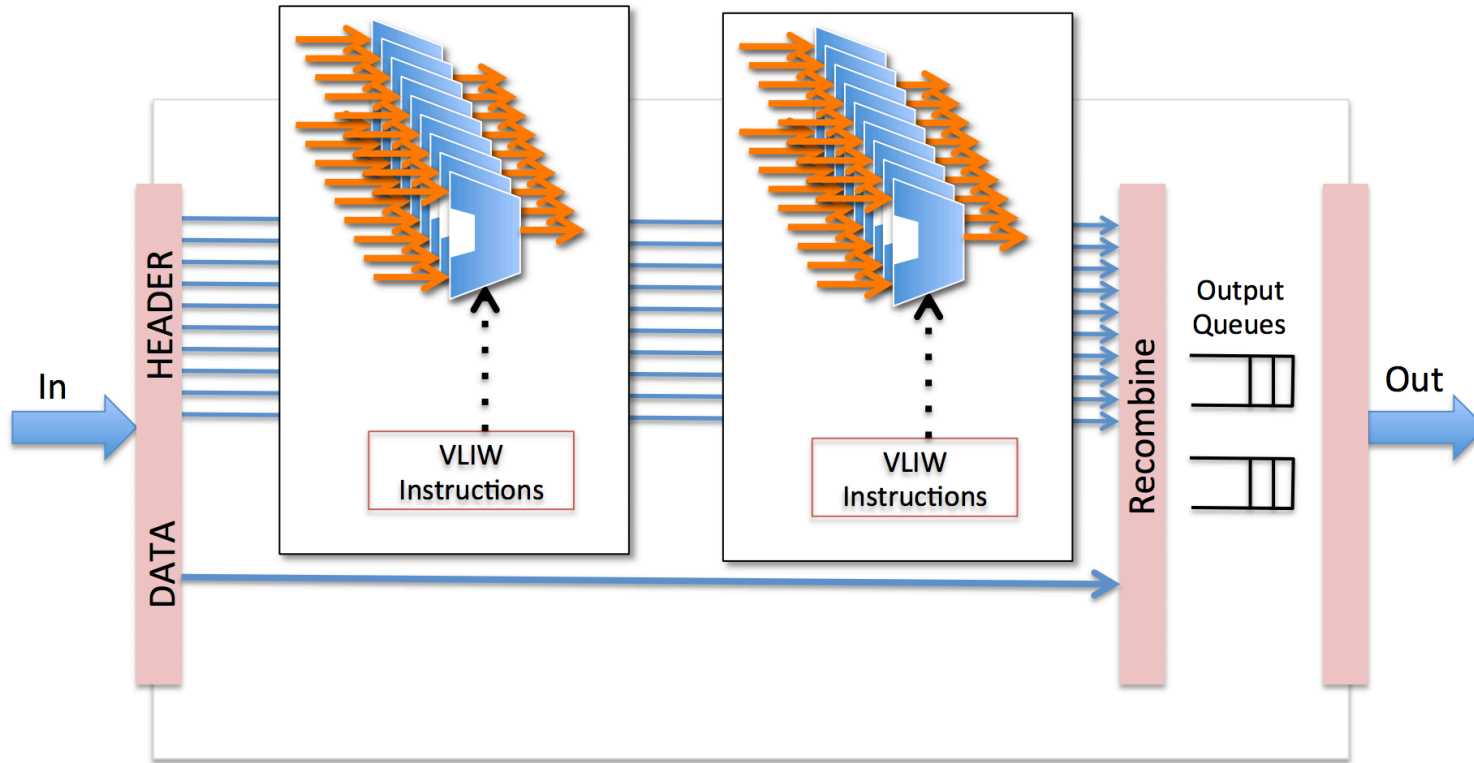 In
HEADER
DATA
VLIW
Instructions
VLIW
Instructions
Recombine
Output
Queues
Out